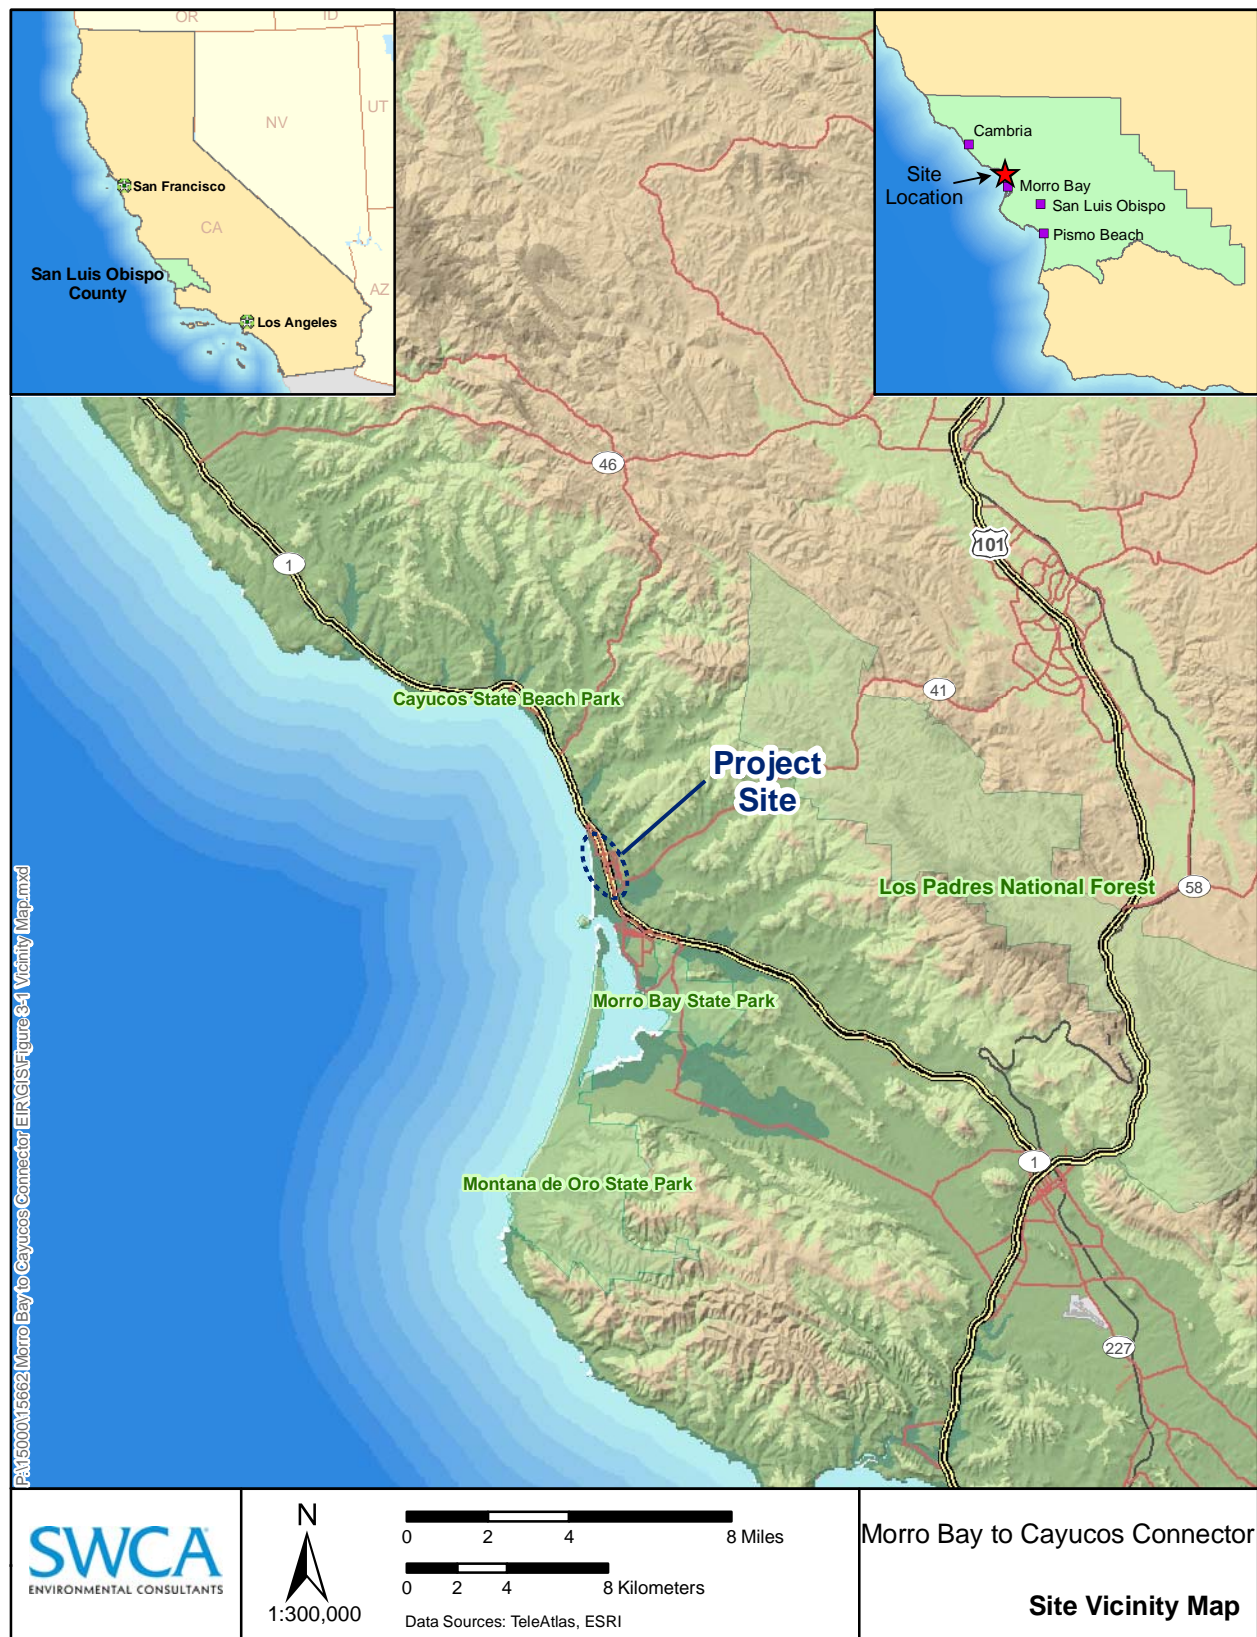 OR
ID
NV
UT
CA
AZ
San Francisco
San Luis Obispo
County
Los Angeles
Cambria
Site
Location
Morro Bay
San Luis Obispo
Pismo Beach
46
101
1
41
Cayucos State Beach Park
Project
Site
Los Padres National Forest
58
Morro Bay State Park
1
Montana de Oro State Park
227
P:\15000\15662 Morro Bay to Cayucos Connector EIR\GIS\Figure 3-1 Vicinity Map.mxd
SWCA
ENVIRONMENTAL CONSULTANTS
N
1:300,000
0 2 4 8 Miles
0 2 4 8 Kilometers
Data Sources: TeleAtlas, ESRI
Morro Bay to Cayucos Connector
Site Vicinity Map